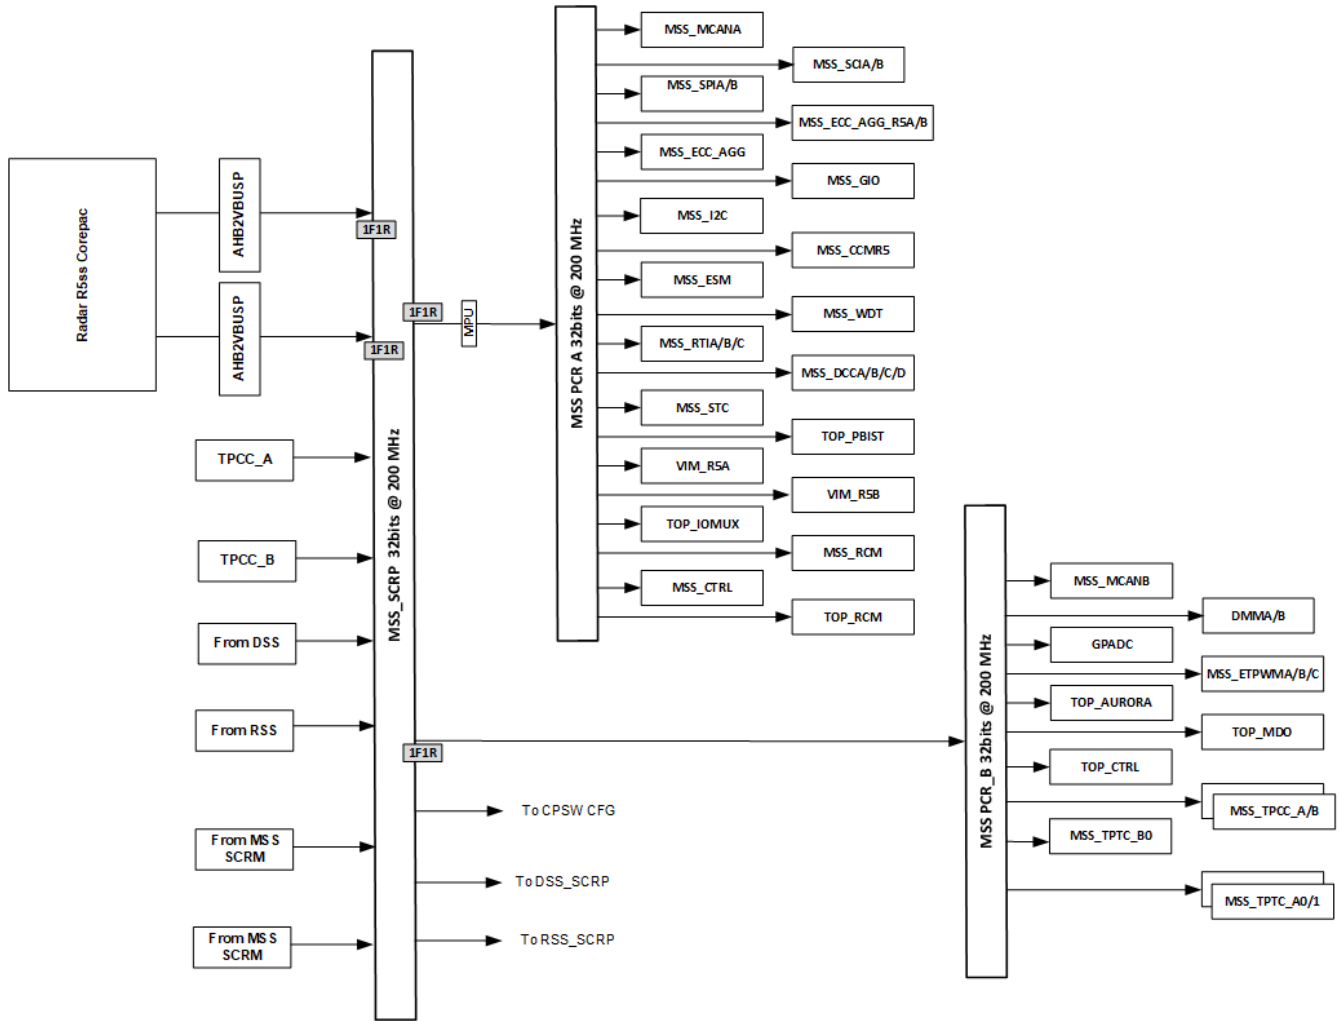 Radar R5ss Corepac
AHB2VBUSP
AHB2VBUSP
TPCC_A
TPCC_B
From DSS
From RSS
From MSS
SCRM
From MSS
SCRM
1F1R
1F1R
MSS_SCRP 32bits @ 200 MHz
1F1R
1F1R
MPU
To CPSW CFG
To DSS_SCRP
To RSS_SCRP
MSS PCR A 32bits @ 200 MHz
MSS_MCANA
MSS_SCIA/B
MSS_SPIA/B
MSS_ECC_AGG_R5A/B
MSS_ECC_AGG
MSS_GIO
MSS_I2C
MSS_CCMR5
MSS_ESM
MSS_WDT
MSS_RTIA/B/C
MSS_DCCA/B/C/D
MSS_STC
TOP_PBIST
VIM_R5A
VIM_R5B
TOP_IOMUX
MSS_RCM
MSS_CTRL
TOP_RCM
MSS PCR_B 32bits @ 200 MHz
MSS_MCANB
DMMA/B
GPADC
MSS_ETPWMA/B/C
TOP_AURORA
TOP_MDO
TOP_CTRL
MSS_TPCC_A/B
MSS_TPTC_B0
MSS_TPTC_A0/1